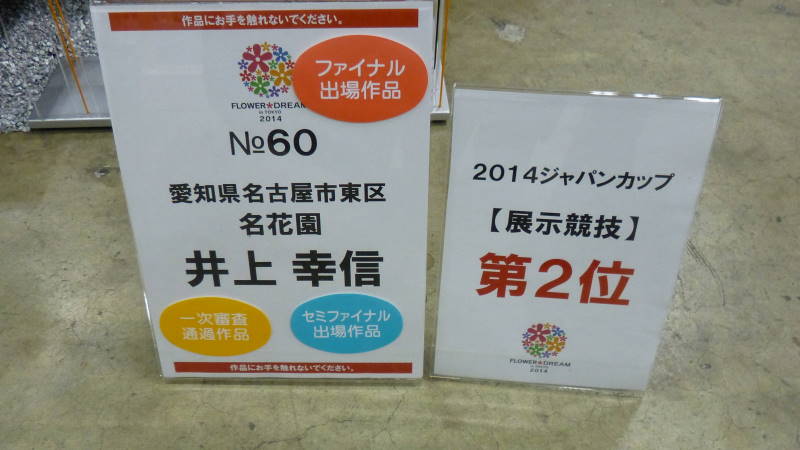 作品にお手を触れないでください。
FLOWER★DREAM
in TOKYO
2014
ファイナル
出場作品
№60
愛知県名古屋市東区
名花園
井上 幸信
一次審査
通過作品
セミファイナル
出場作品
作品にお手を触れないでください。
2014ジャパンカップ
【展示競技】
第2位
FLOWER★DREAM
in TOKYO
2014